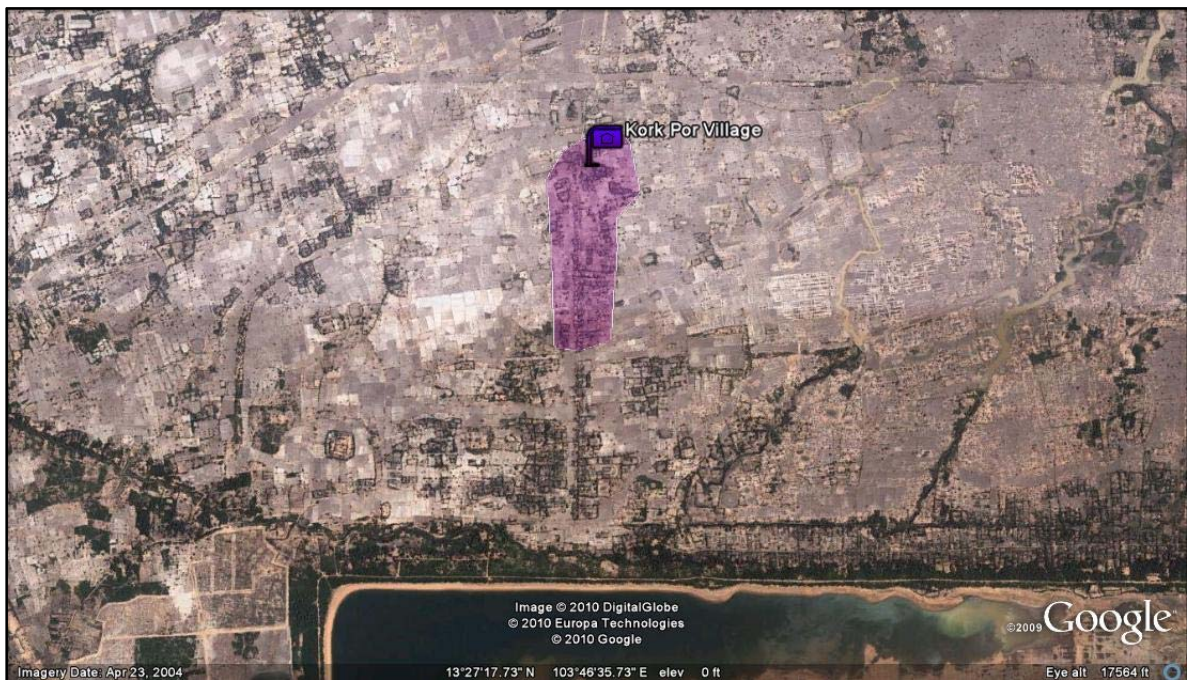 Kork Por Village
Image © 2010 DigitalGlobe
© 2010 Europa Technologies
© 2010 Google
©2009 Google
Imagery Date: Apr 23, 2004
13°27'17.73" N 103°46'35.73" E elev 0 ft
Eye alt 17564 ft